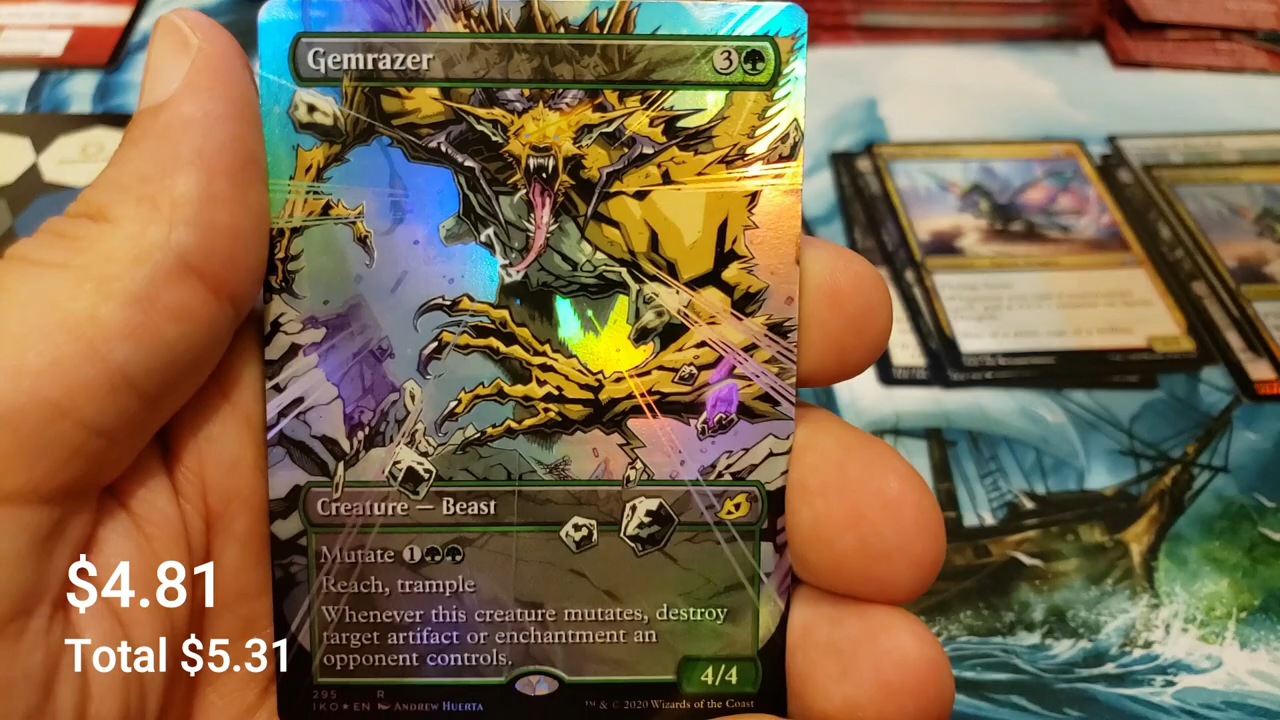 Gemrazer 3
Creature — Beast
Mutate 1
Reach, trample
Whenever this creature mutates, destroy
target artifact or enchantment an
opponent controls.
4/4
295 R
IKO★EN Andrew Huerta ™ & © 2020 Wizards of the Coast
$4.81
Total $5.31